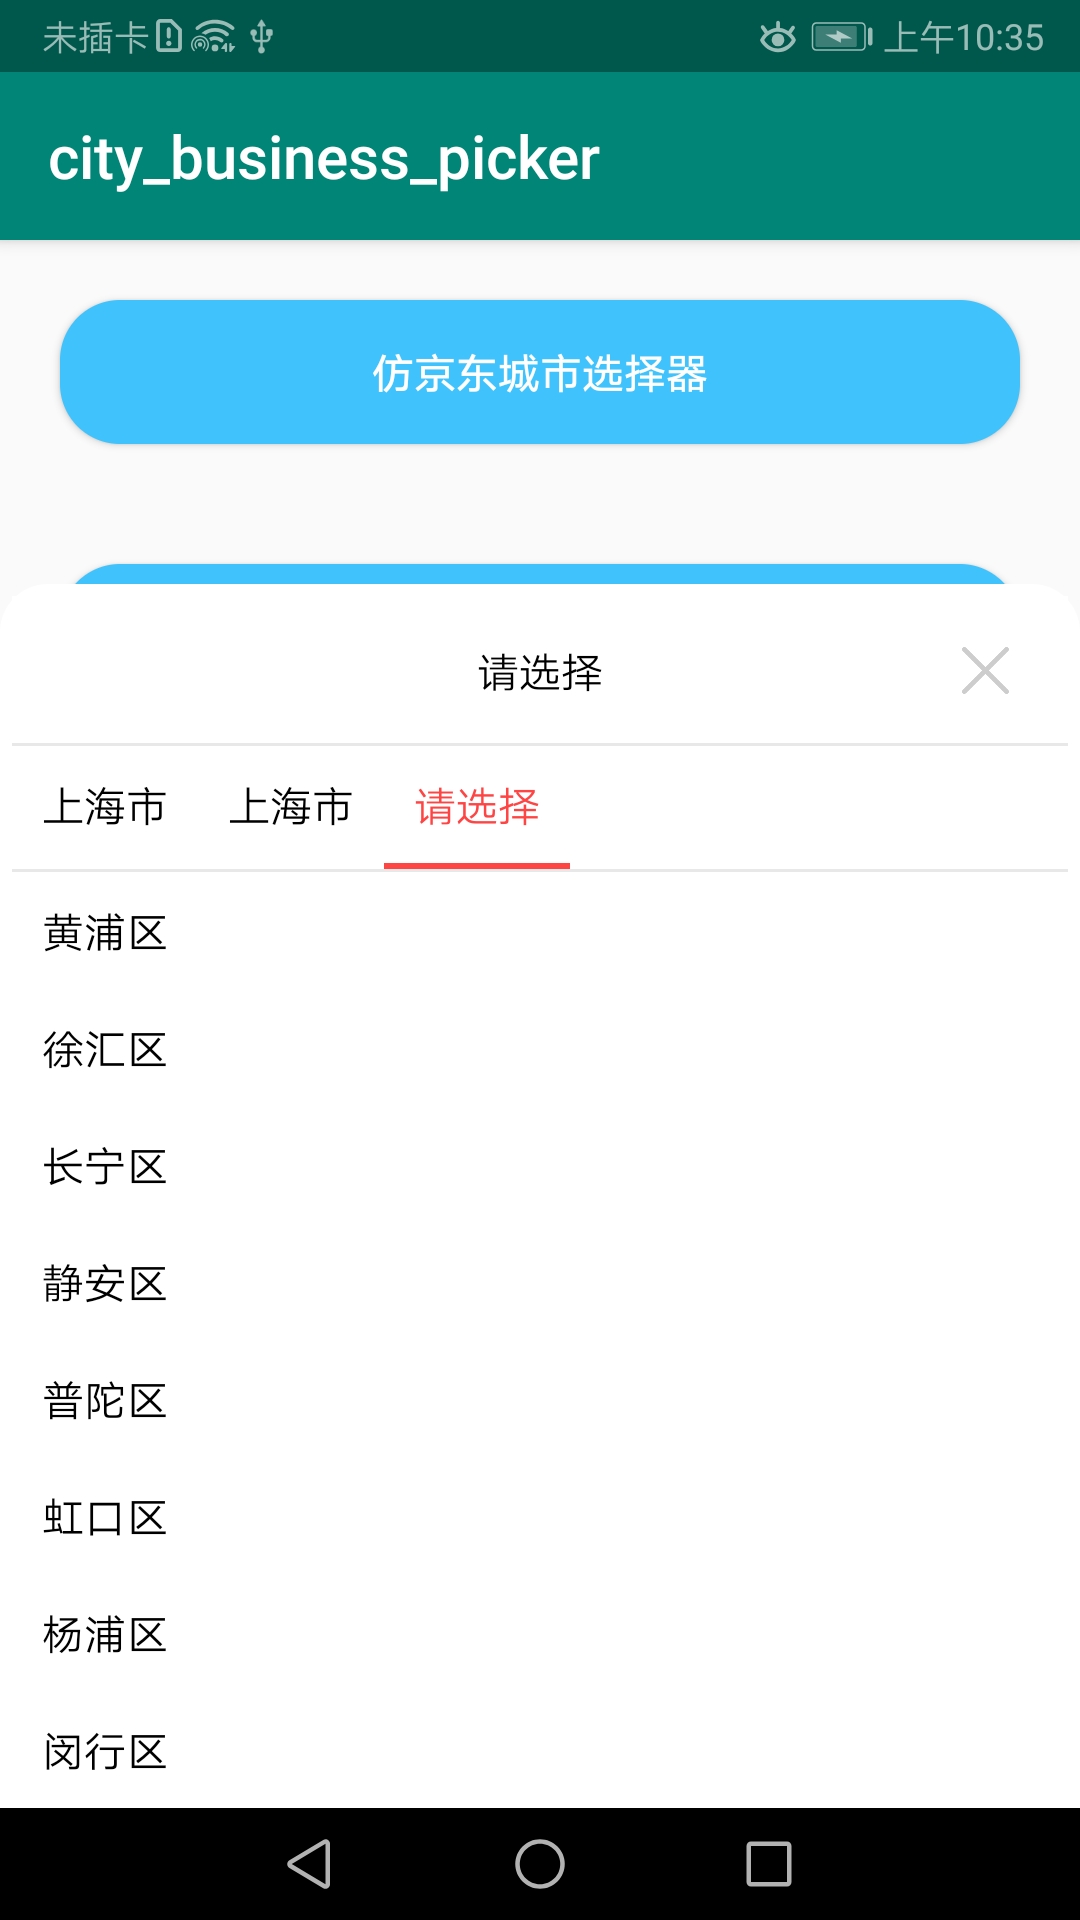 未插卡 上午10:35
city_business_picker
仿京东城市选择器
请选择
上海市 上海市 请选择
黄浦区
徐汇区
长宁区
静安区
普陀区
虹口区
杨浦区
闵行区